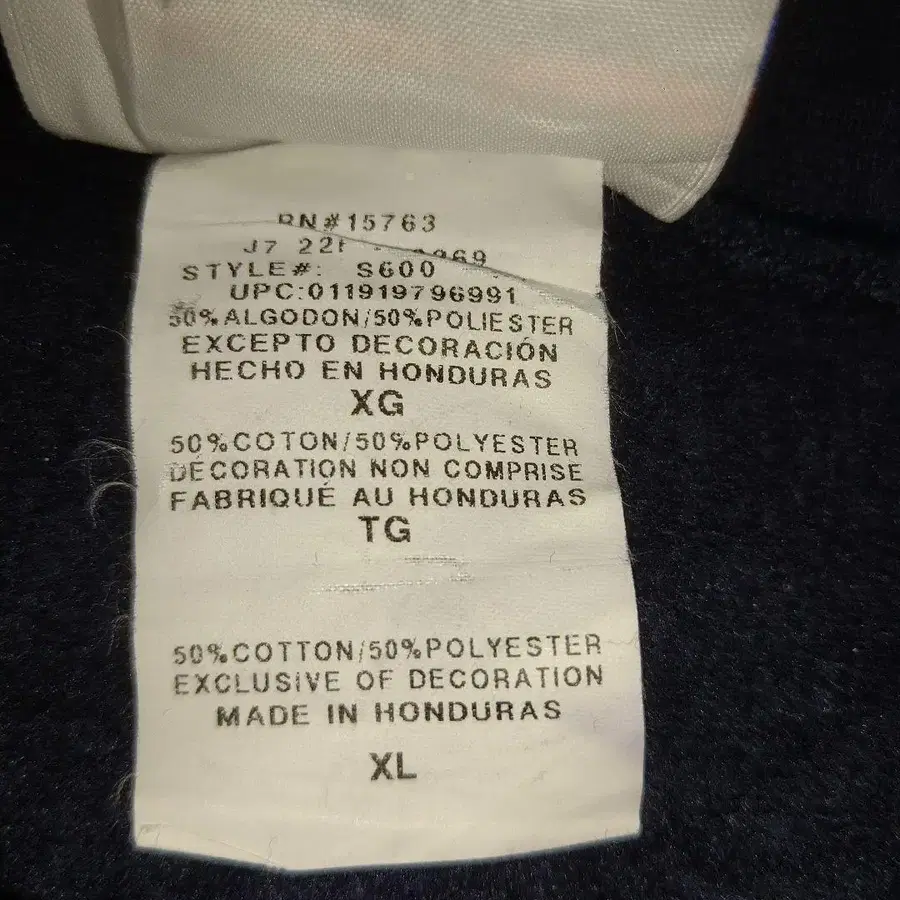 RN#15763
J7
STYLE#: S600
UPC:011919796991
50%ALGODON/50%POLIESTER
EXCEPTO DECORACIÓN
HECHO EN HONDURAS
XG
50%COTON/50%POLYESTER
DÉCORATION NON COMPRISE
FABRIQUÉ AU HONDURAS
TG
50%COTTON/50%POLYESTER
EXCLUSIVE OF DECORATION
MADE IN HONDURAS
XL